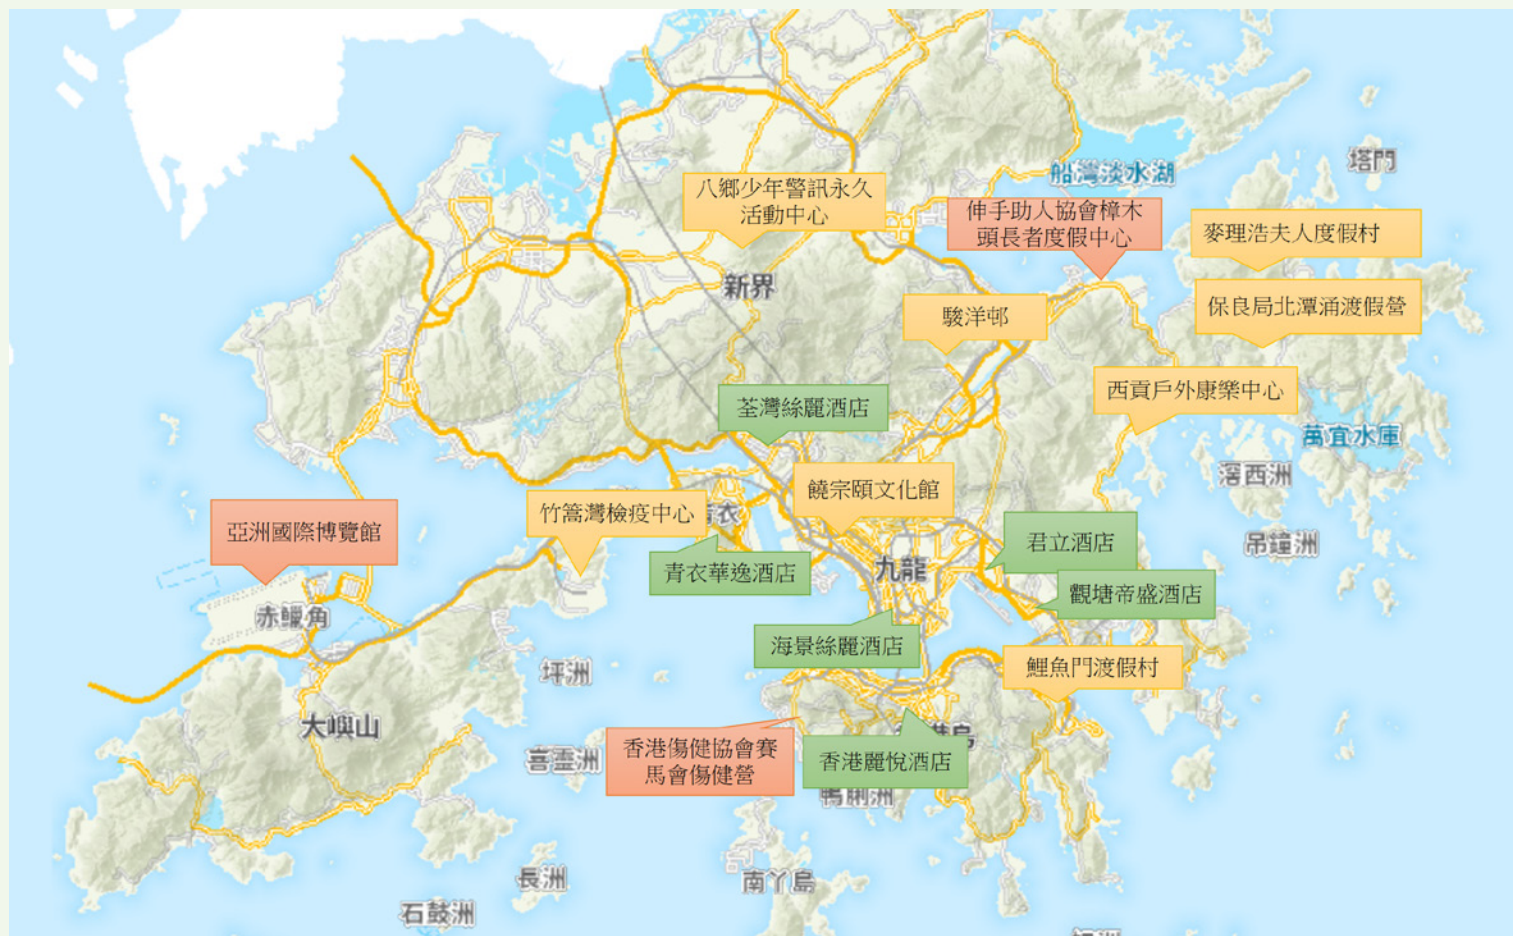 塔門
船灣淡水湖
八鄉少年警訊永久
活動中心
伸手助人協會樟木
頭長者度假中心
麥理浩夫人度假村
新界
保良局北潭涌渡假營
駿洋邨
西貢戶外康樂中心
荃灣絲麗酒店
萬宜水庫
滘西洲
饒宗頤文化館
竹篙灣檢疫中心
衣
亞洲國際博覽館
君立酒店
吊鐘洲
九龍
青衣華逸酒店
觀塘帝盛酒店
赤鱲角
海景絲麗酒店
坪洲
鯉魚門渡假村
大嶼山
香港傷健協會賽
馬會傷健營
喜靈洲
香港麗悅酒店
鴨脷洲
長洲
南丫島
石鼓洲